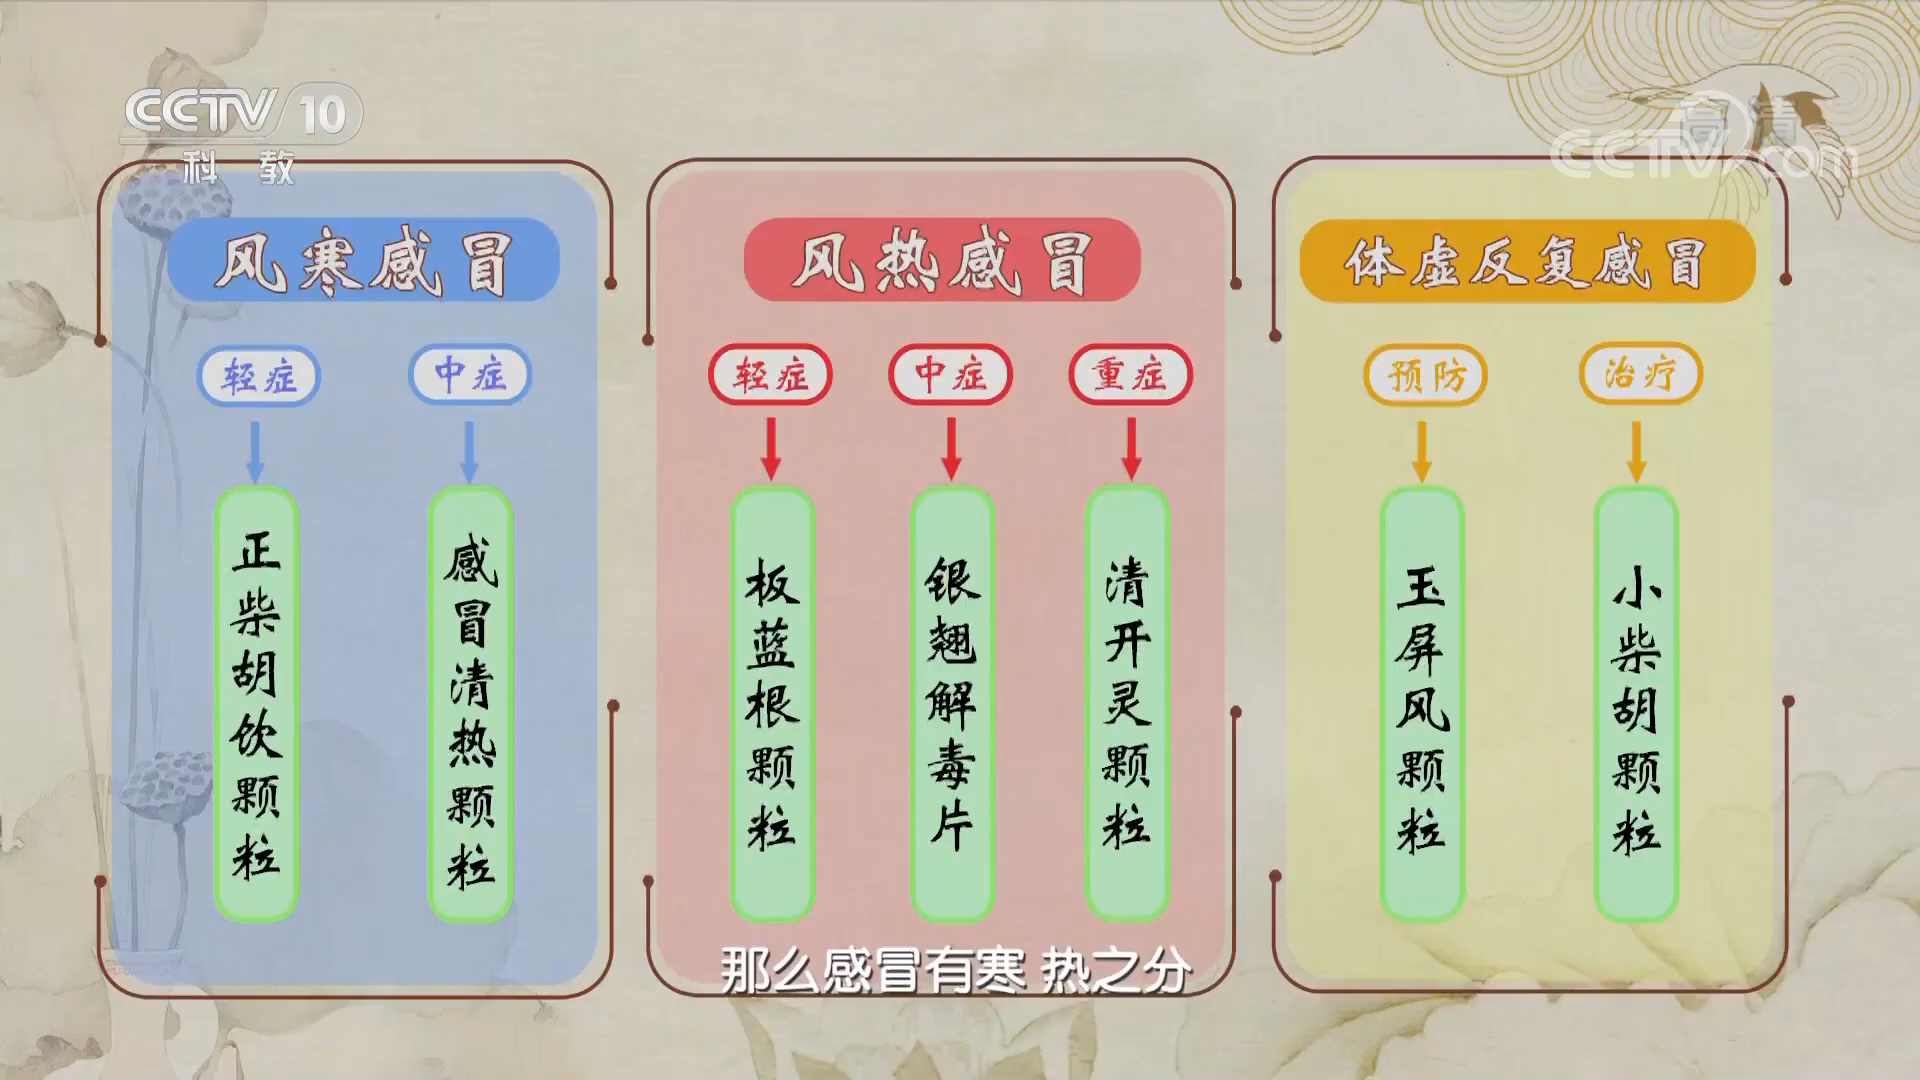 CCTV 10
科教
高清
CCTV.com
风寒感冒
轻症
中症
正柴胡饮颗粒
感冒清热颗粒
风热感冒
轻症
中症
重症
板蓝根颗粒
银翘解毒片
清开灵颗粒
体虚反复感冒
预防
治疗
玉屏风颗粒
小柴胡颗粒
那么感冒有寒 热之分